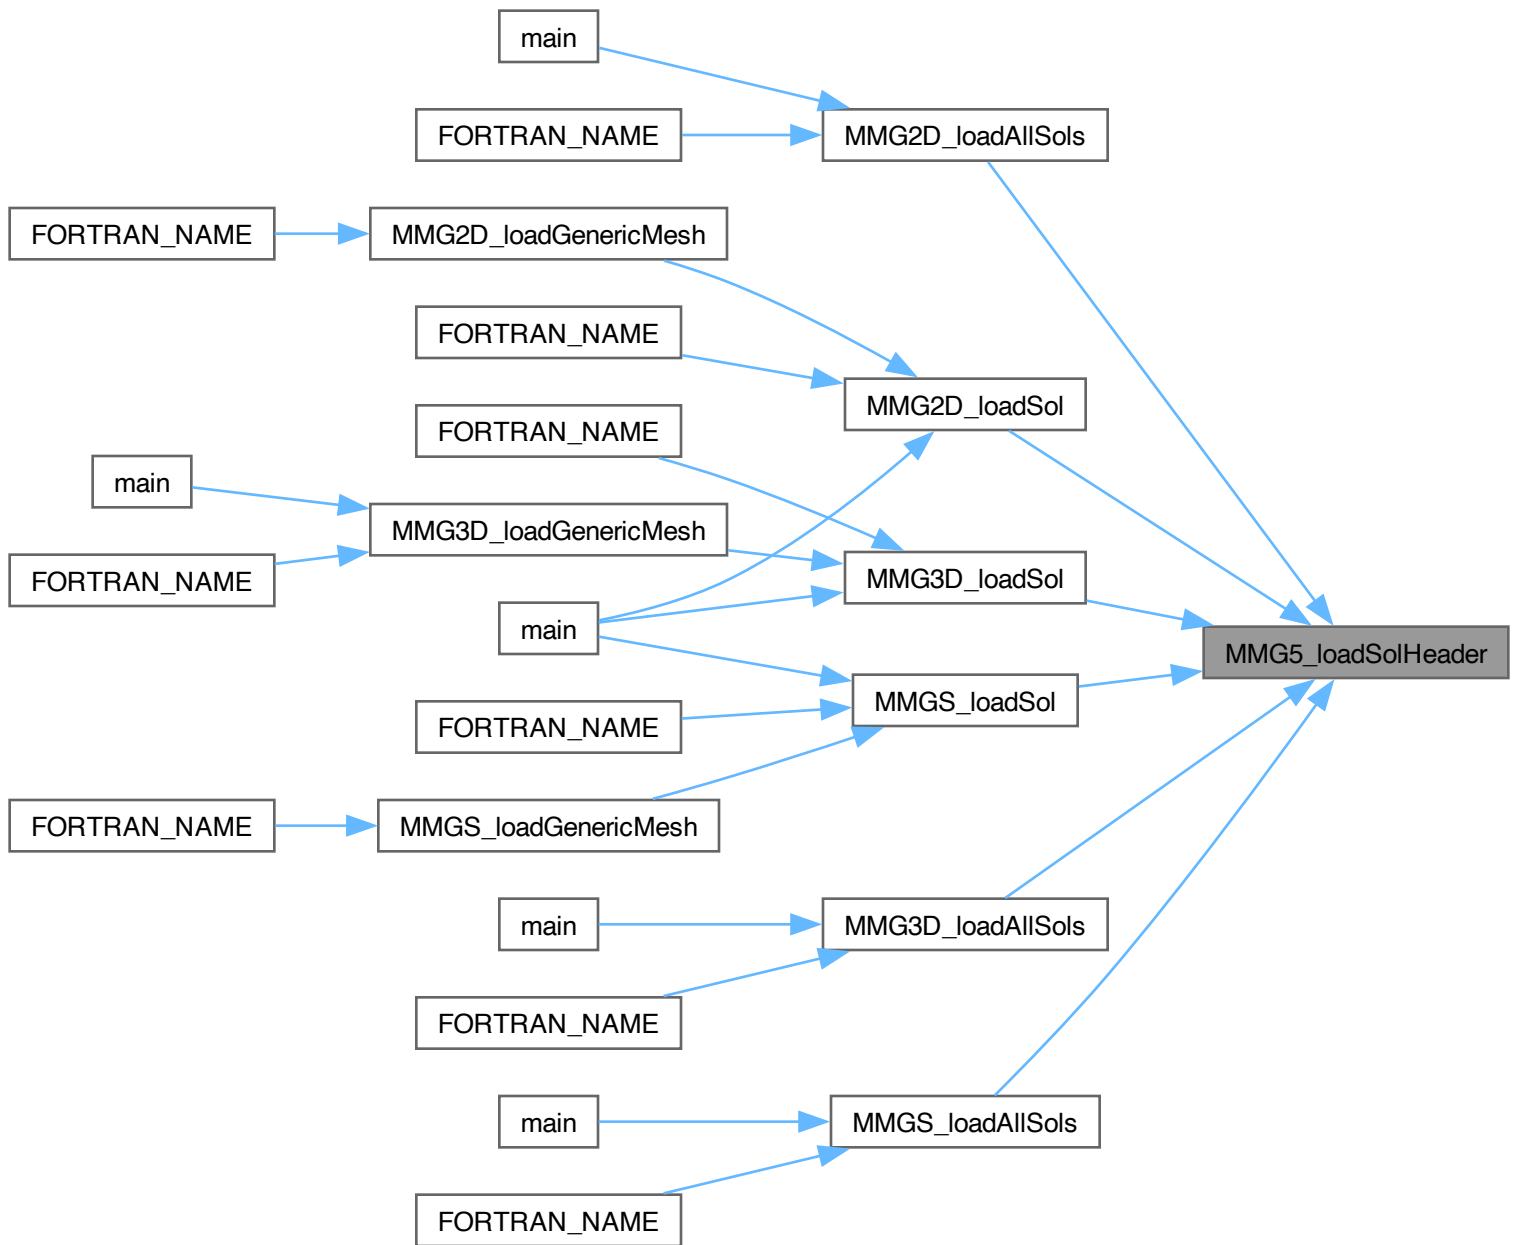 main
FORTRAN_NAME
MMG2D_loadAllSols
FORTRAN_NAME
MMG2D_loadGenericMesh
FORTRAN_NAME
MMG2D_loadSol
FORTRAN_NAME
main
MMG3D_loadGenericMesh
FORTRAN_NAME
MMG3D_loadSol
main
MMG5_loadSolHeader
MMGS_loadSol
FORTRAN_NAME
FORTRAN_NAME
MMGS_loadGenericMesh
main
MMG3D_loadAllSols
FORTRAN_NAME
main
MMGS_loadAllSols
FORTRAN_NAME